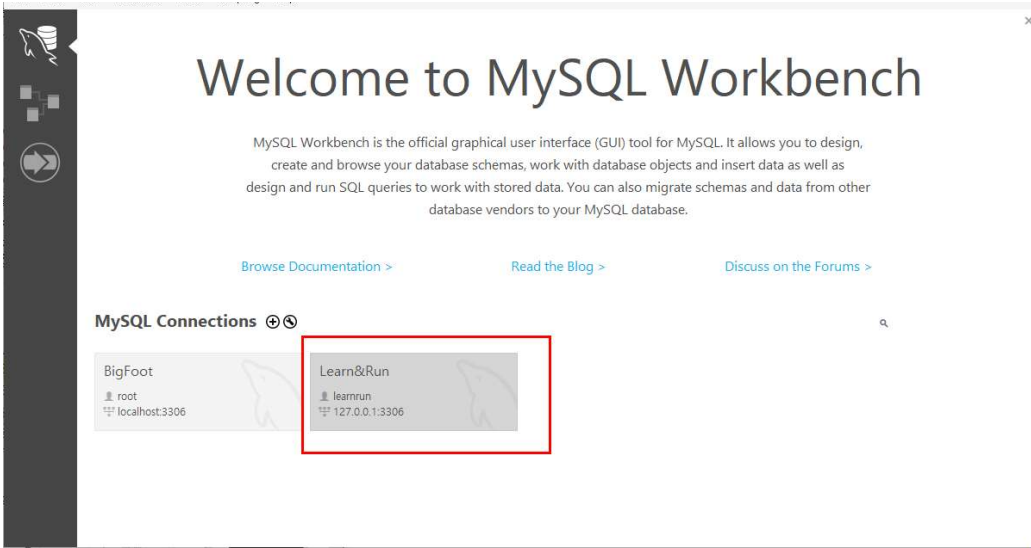 Welcome to MySQL Workbench
MySQL Workbench is the official graphical user interface (GUI) tool for MySQL. It allows you to design,
create and browse your database schemas, work with database objects and insert data as well as
design and run SQL queries to work with stored data. You can also migrate schemas and data from other
database vendors to your MySQL database.
Browse Documentation >
Read the Blog >
Discuss on the Forums >
MySQL Connections
BigFoot
root
localhost:3306
Learn&Run
learnrun
127.0.0.1:3306